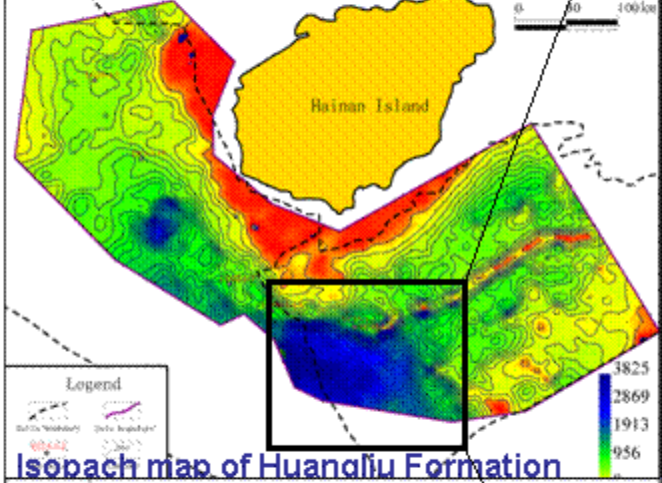 0 50 100km
Hainan Island
Legend
3825
2869
1913
956
Isopach map of Huangliu Formation